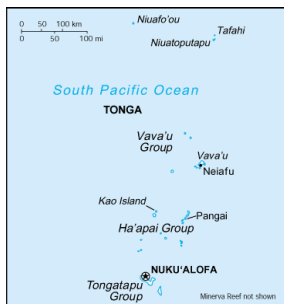 0 50 100 km
0 50 100 mi
Niuafo'ou
Tafahi
Niuatoputapu
South Pacific Ocean
TONGA
Vava'u
Group
Vava'u
Neiafu
Kao Island
Pangai
Ha'apai Group
NUKU'ALOFA
Tongatapu
Group
Minerva Reef not shown